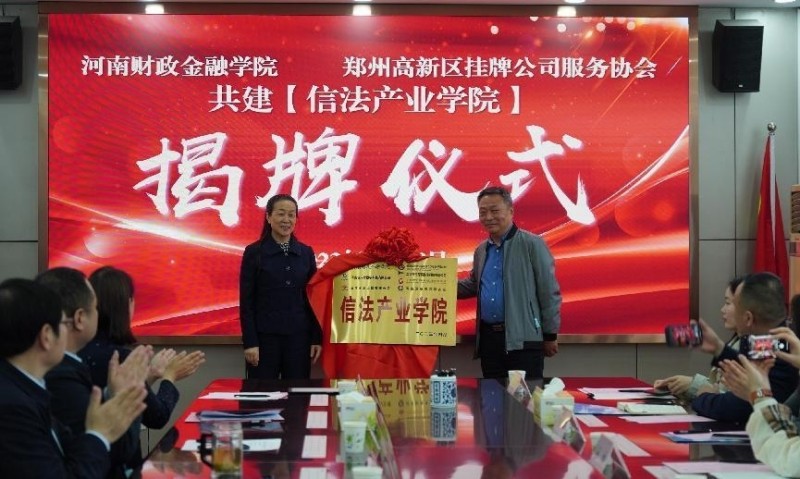 河南财政金融学院 郑州高新区挂牌公司服务协会
共建【信法产业学院】
揭牌仪式
信法产业学院